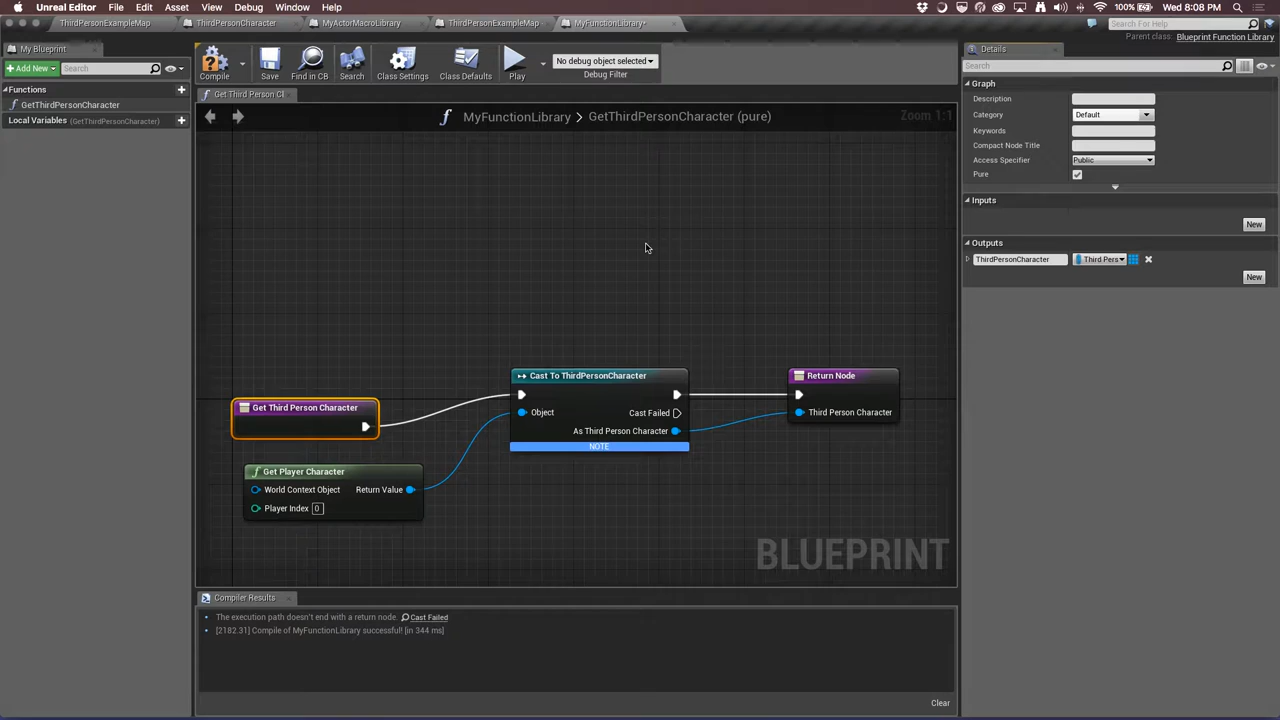 Unreal Editor File Edit Asset View Debug Window Help 100% Wed 8:08 PM
ThirdPersonExampleMap ThirdPersonCharacter MyActorMacroLibrary ThirdPersonExampleMap MyFunctionLibrary* Search For Help
Parent class: Blueprint Function Library
My Blueprint
Add New Search
Functions
GetThirdPersonCharacter
Local Variables (GetThirdPersonCharacter)
Compile Save Find in CB Search Class Settings Class Defaults Play
No debug object selected
Debug Filter
Get Third Person Cl
MyFunctionLibrary > GetThirdPersonCharacter (pure)
Zoom 1:1
Get Third Person Character
Get Player Character
World Context Object Return Value
Player Index 0
Cast To ThirdPersonCharacter
Object Cast Failed
As Third Person Character
NOTE
Return Node
Third Person Character
BLUEPRINT
Compiler Results
The execution path doesn't end with a return node. Cast Failed
[2182.31] Compile of MyFunctionLibrary successful! [in 344 ms]
Clear
Details
Search
Graph
Description
Category Default
Keywords
Compact Node Title
Access Specifier Public
Pure
Inputs
New
Outputs
ThirdPersonCharacter Third Pers
New